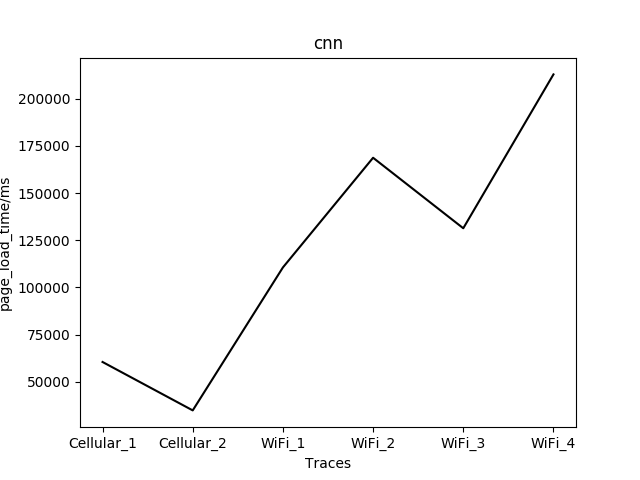 cnn
200000
175000
150000
125000
100000
75000
50000
page_load_time/ms
Cellular_1 Cellular_2 WiFi_1 WiFi_2 WiFi_3 WiFi_4
Traces